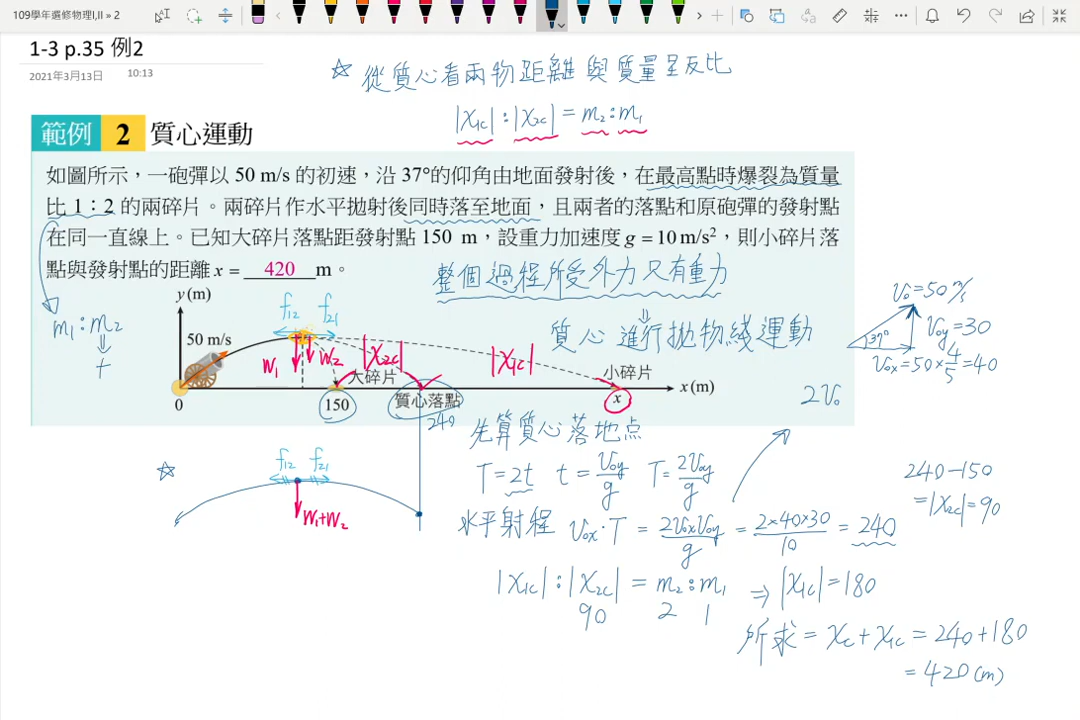 109學年選修物理I,II » 2
1-3 p.35 例2
2021年3月13日 10:13
☆ 從質心看兩物距離與質量呈反比
|X1c| : |X2c| = m2 : m1
範例 2 質心運動
如圖所示，一砲彈以 50 m/s 的初速，沿 37°的仰角由地面發射後，在最高點時爆裂為質量
比 1：2 的兩碎片。兩碎片作水平拋射後同時落至地面，且兩者的落點和原砲彈的發射點
在同一直線上。已知大碎片落點距發射點 150 m，設重力加速度 g = 10 m/s²，則小碎片落
點與發射點的距離 x = 420 m。
整個過程所受外力只有重力
⇓
質心進行拋物綫運動
m1 : m2
⇓
y (m)
50 m/s
f12 f21
W1 W2
|X2c|
|X1c|
大碎片
小碎片
0
150
質心落點
240
x
x (m)
V0=50m/s
37°
V0y=30
V0x=50×4/5=40
2V0
先算質心落地点
T=2t t=V0y/g T=2V0y/g
水平射程 V0x·T = 2V0xV0y/g = 2×40×30/10 = 240
240-150
=|X2c|=90
☆
f12 f21
W1+W2
|X1c| : |X2c| = m2 : m1 ⇒ |X1c|=180
90 2 1
所求 = Xc+X1c = 240+180
= 420 (m)